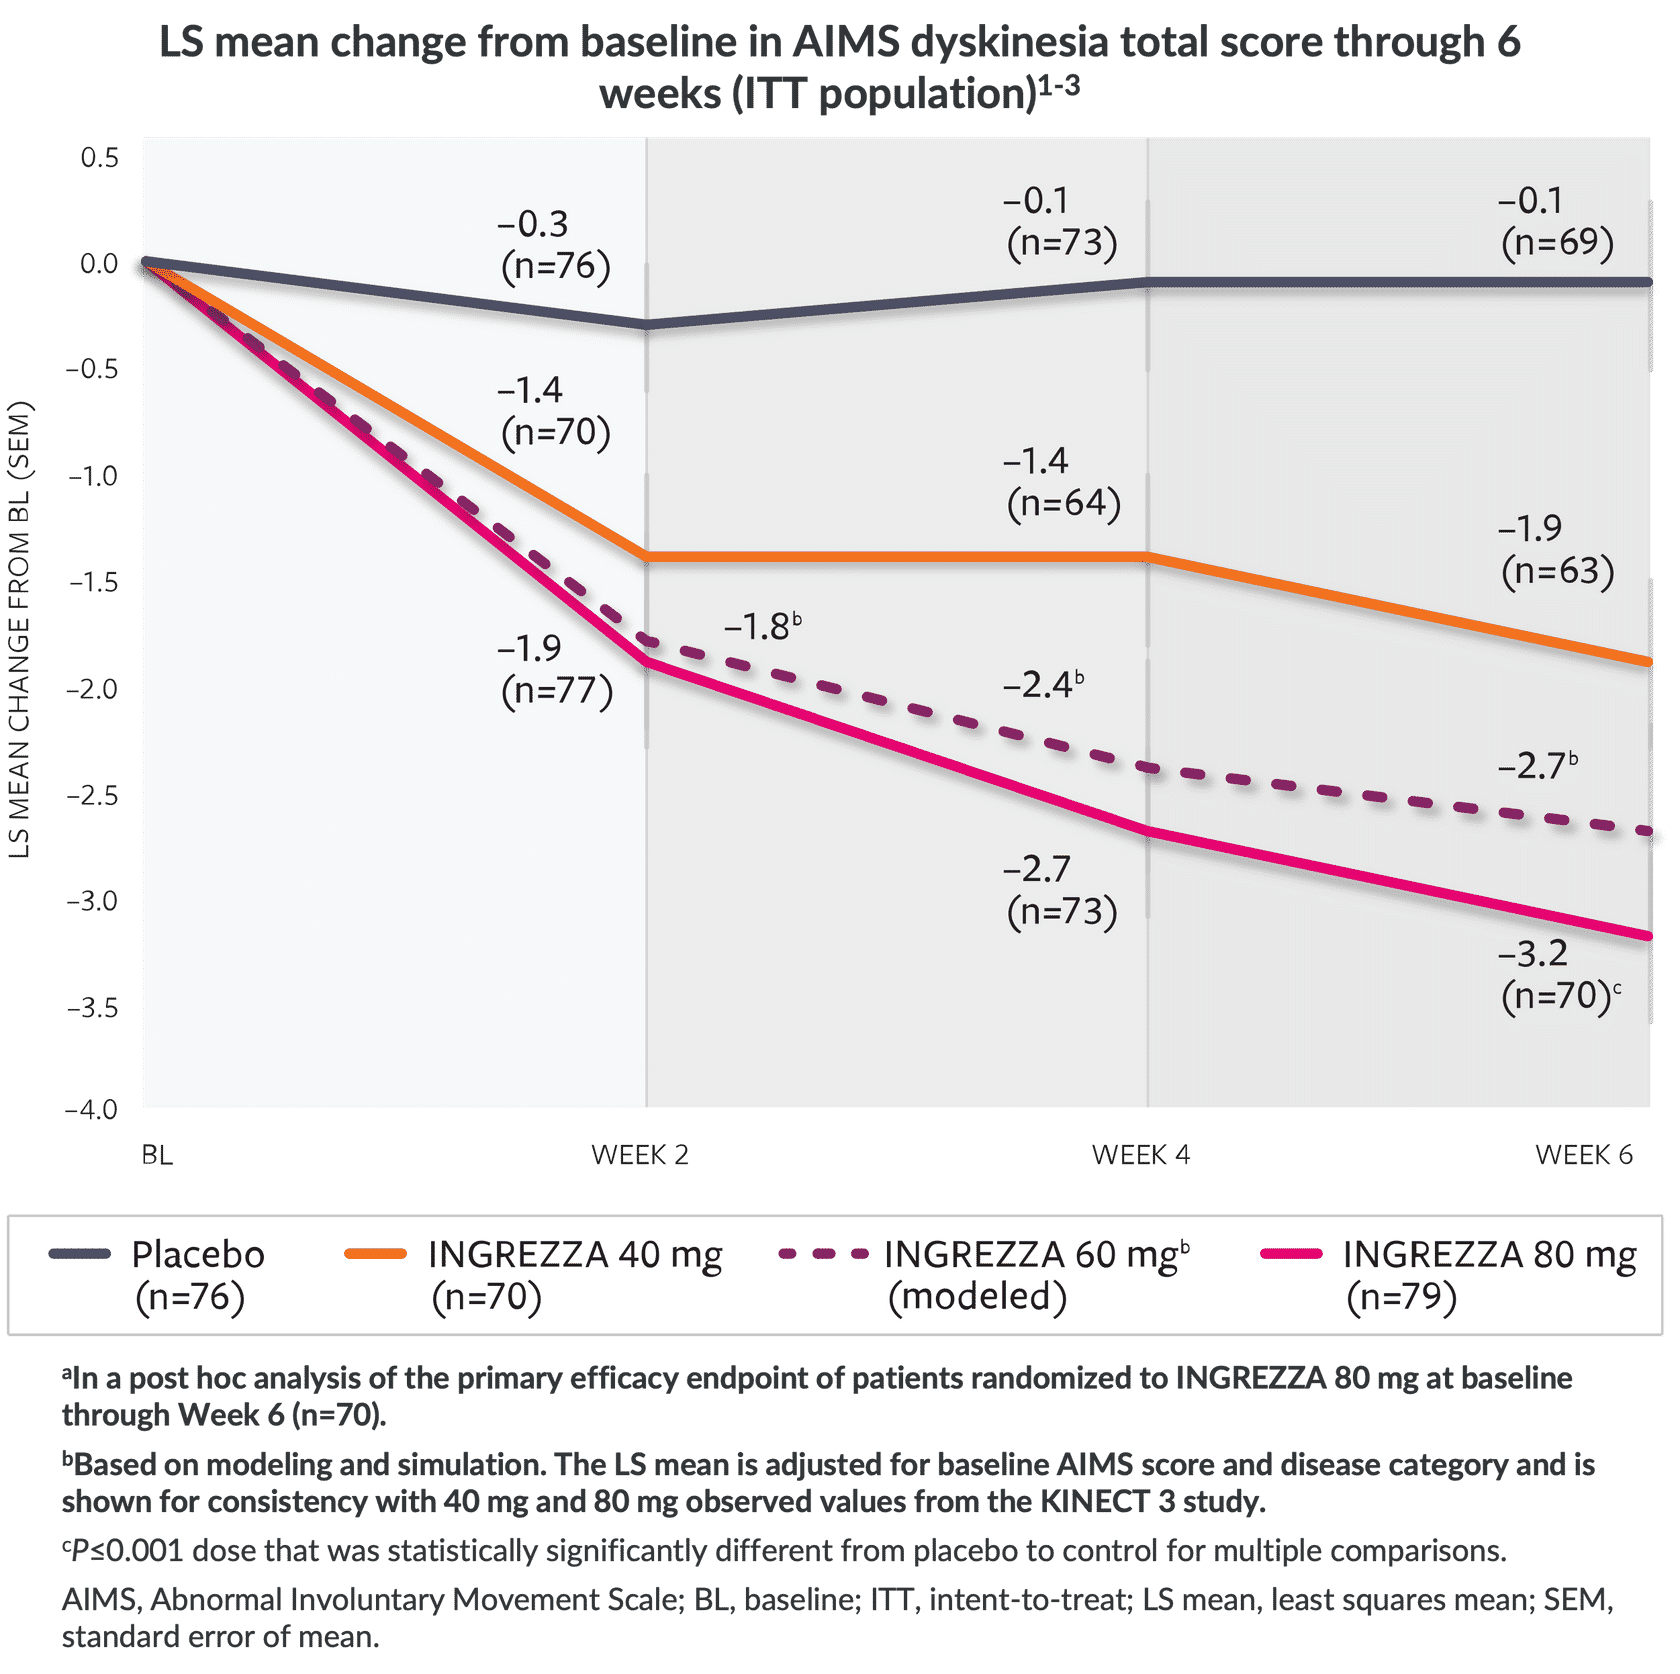 LS mean change from baseline in AIMS dyskinesia total score through 6
weeks (ITT population)¹⁻³
LS MEAN CHANGE FROM BL (SEM)
0.5
0.0
–0.5
–1.0
–1.5
–2.0
–2.5
–3.0
–3.5
–4.0
–0.3
(n=76)
–0.1
(n=73)
–0.1
(n=69)
–1.4
(n=70)
–1.4
(n=64)
–1.9
(n=63)
–1.8ᵇ
–2.4ᵇ
–2.7ᵇ
–1.9
(n=77)
–2.7
(n=73)
–3.2
(n=70)ᶜ
BL WEEK 2 WEEK 4 WEEK 6
Placebo
(n=76)
INGREZZA 40 mg
(n=70)
INGREZZA 60 mgᵇ
(modeled)
INGREZZA 80 mg
(n=79)
ᵃIn a post hoc analysis of the primary efficacy endpoint of patients randomized to INGREZZA 80 mg at baseline
through Week 6 (n=70).
ᵇBased on modeling and simulation. The LS mean is adjusted for baseline AIMS score and disease category and is
shown for consistency with 40 mg and 80 mg observed values from the KINECT 3 study.
ᶜP≤0.001 dose that was statistically significantly different from placebo to control for multiple comparisons.
AIMS, Abnormal Involuntary Movement Scale; BL, baseline; ITT, intent-to-treat; LS mean, least squares mean; SEM,
standard error of mean.